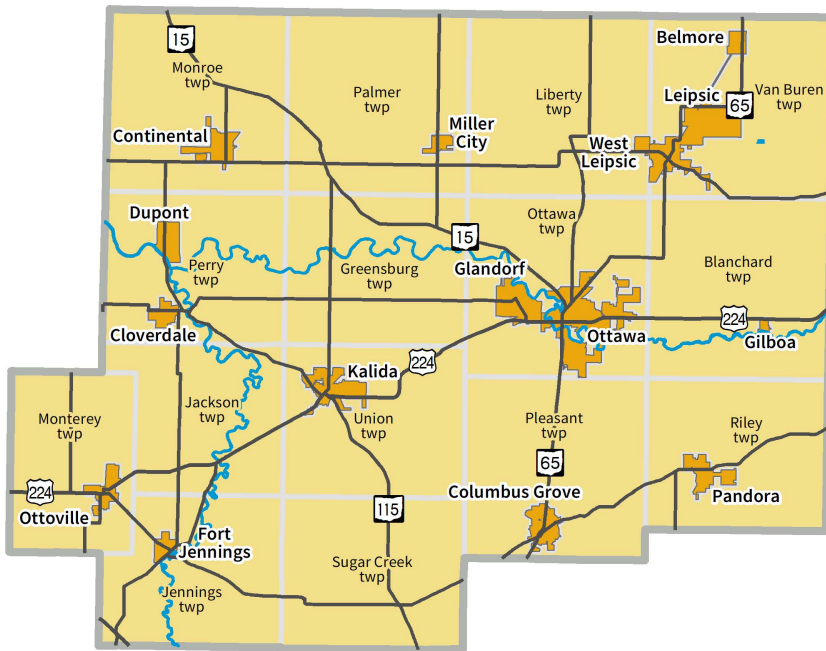 15
Monroe
twp
Continental
Palmer
twp
Miller
City
Liberty
twp
Belmore
Leipsic
65
Van Buren
twp
West
Leipsic
Dupont
Perry
twp
Cloverdale
Greensburg
twp
15
Glandorf
Ottawa
twp
Ottawa
Blanchard
twp
224
Gilboa
224
Kalida
Union
twp
Jackson
twp
Monterey
twp
224
Ottoville
Fort
Jennings
Jennings
twp
115
Sugar Creek
twp
Pleasant
twp
65
Columbus Grove
Riley
twp
Pandora